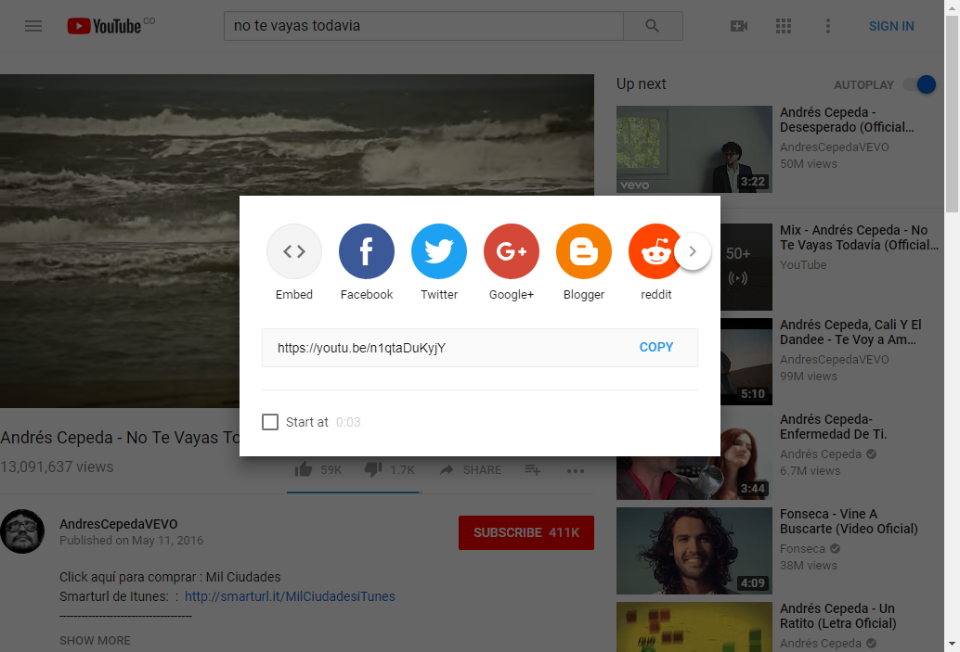 YouTube CO
no te vayas todavia
SIGN IN
Up next
AUTOPLAY
Andrés Cepeda -
Desesperado (Official...
AndresCepedaVEVO
50M views
vevo
3:22
Mix - Andrés Cepeda - No
Te Vayas Todavía (Official...
YouTube
50+
Embed
Facebook
Twitter
G+
Google+
Blogger
reddit
https://youtu.be/n1qtaDuKyjY
COPY
Start at 0:03
Andrés Cepeda, Cali Y El
Dandee - Te Voy a Am...
AndresCepedaVEVO
99M views
5:10
Andrés Cepeda-
Enfermedad De Ti.
Andrés Cepeda
6.7M views
3:44
Andrés Cepeda - No Te Vayas To
13,091,637 views
59K
1.7K
SHARE
AndresCepedaVEVO
Published on May 11, 2016
SUBSCRIBE 411K
Fonseca - Vine A
Buscarte (Video Oficial)
Fonseca
38M views
4:09
Click aquí para comprar : Mil Ciudades
Smarturl de Itunes: : http://smarturl.it/MilCiudadesiTunes
-------------------------------------
SHOW MORE
Andrés Cepeda - Un
Ratito (Letra Oficial)
Andrés Cepeda